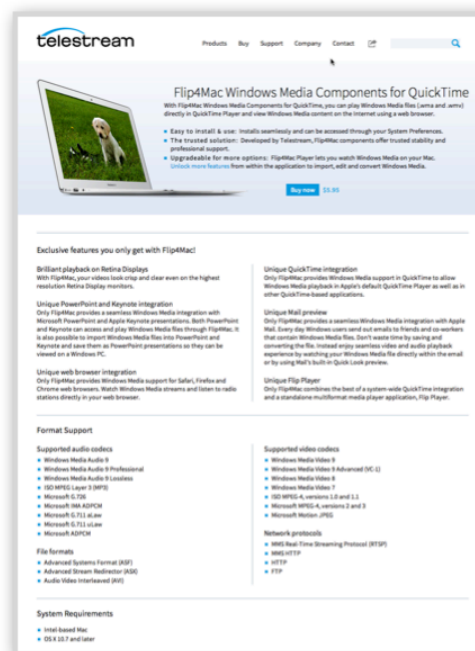 telestream
Products Buy Support Company Contact
Flip4Mac Windows Media Components for QuickTime
With Flip4Mac Windows Media Components for QuickTime, you can play Windows Media files (.wma and .wmv)
directly in QuickTime Player and view Windows Media content on the internet using a web browser.
Easy to install & use: Installs seamlessly and can be accessed through your System Preferences.
The trusted solution: Developed by Telestream, Flip4Mac components offer trusted stability and
professional support.
Upgradeable for more options: Flip4Mac Player lets you watch Windows Media on your Mac.
Unlock more features from within the application to import, edit and convert Windows Media.
Buy now $5.95
Exclusive features you only get with Flip4Mac!
Brilliant playback on Retina Displays
With Flip4Mac, your videos look crisp and clear even on the highest
resolution Retina Display monitors.
Unique PowerPoint and Keynote integration
Only Flip4Mac provides a seamless Windows Media integration with
Microsoft PowerPoint and Apple Keynote presentations. Both PowerPoint
and Keynote can access and play Windows Media files through Flip4Mac. It
is also possible to import Windows Media files into PowerPoint and
Keynote and save them as PowerPoint presentations so they can be
viewed on a Windows PC.
Unique web browser integration
Only Flip4Mac provides Windows Media support for Safari, Firefox and
Chrome web browsers. Watch Windows Media streams and listen to radio
stations directly in your web browser.
Unique QuickTime integration
Only Flip4Mac provides Windows Media support in QuickTime to allow
Windows Media playback in Apple's default QuickTime Player as well as in
other QuickTime-based applications.
Unique Mail preview
Only Flip4Mac provides a seamless Windows Media integration with Apple
Mail. Every day Windows users send out emails to friends and co-workers
that contain Windows Media files. Don't waste time by saving and
converting the file. Instead enjoy seamless video and audio playback
experience by watching your Windows Media file directly within the email
or by using Mail's built-in Quick Look preview.
Unique Flip Player
Only Flip4Mac combines the best of a system-wide QuickTime integration
and a standalone multiformat media player application, Flip Player.
Format Support
Supported audio codecs
Windows Media Audio 9
Windows Media Audio 9 Professional
Windows Media Audio 9 Lossless
ISO MPEG Layer 3 (MP3)
Microsoft G.726
Microsoft IMA ADPCM
Microsoft G.711 aLaw
Microsoft G.711 uLaw
Microsoft ADPCM
File formats
Advanced Systems Format (ASF)
Advanced Stream Redirector (ASX)
Audio Video Interleaved (AVI)
Supported video codecs
Windows Media Video 9
Windows Media Video 9 Advanced (VC-1)
Windows Media Video 8
Windows Media Video 7
ISO MPEG-4, versions 1.0 and 1.1
Microsoft MPEG-4, versions 2 and 3
Microsoft Motion JPEG
Network protocols
MMS Real-Time Streaming Protocol (RTSP)
MMS HTTP
HTTP
FTP
System Requirements
Intel-based Mac
OS X 10.7 and later